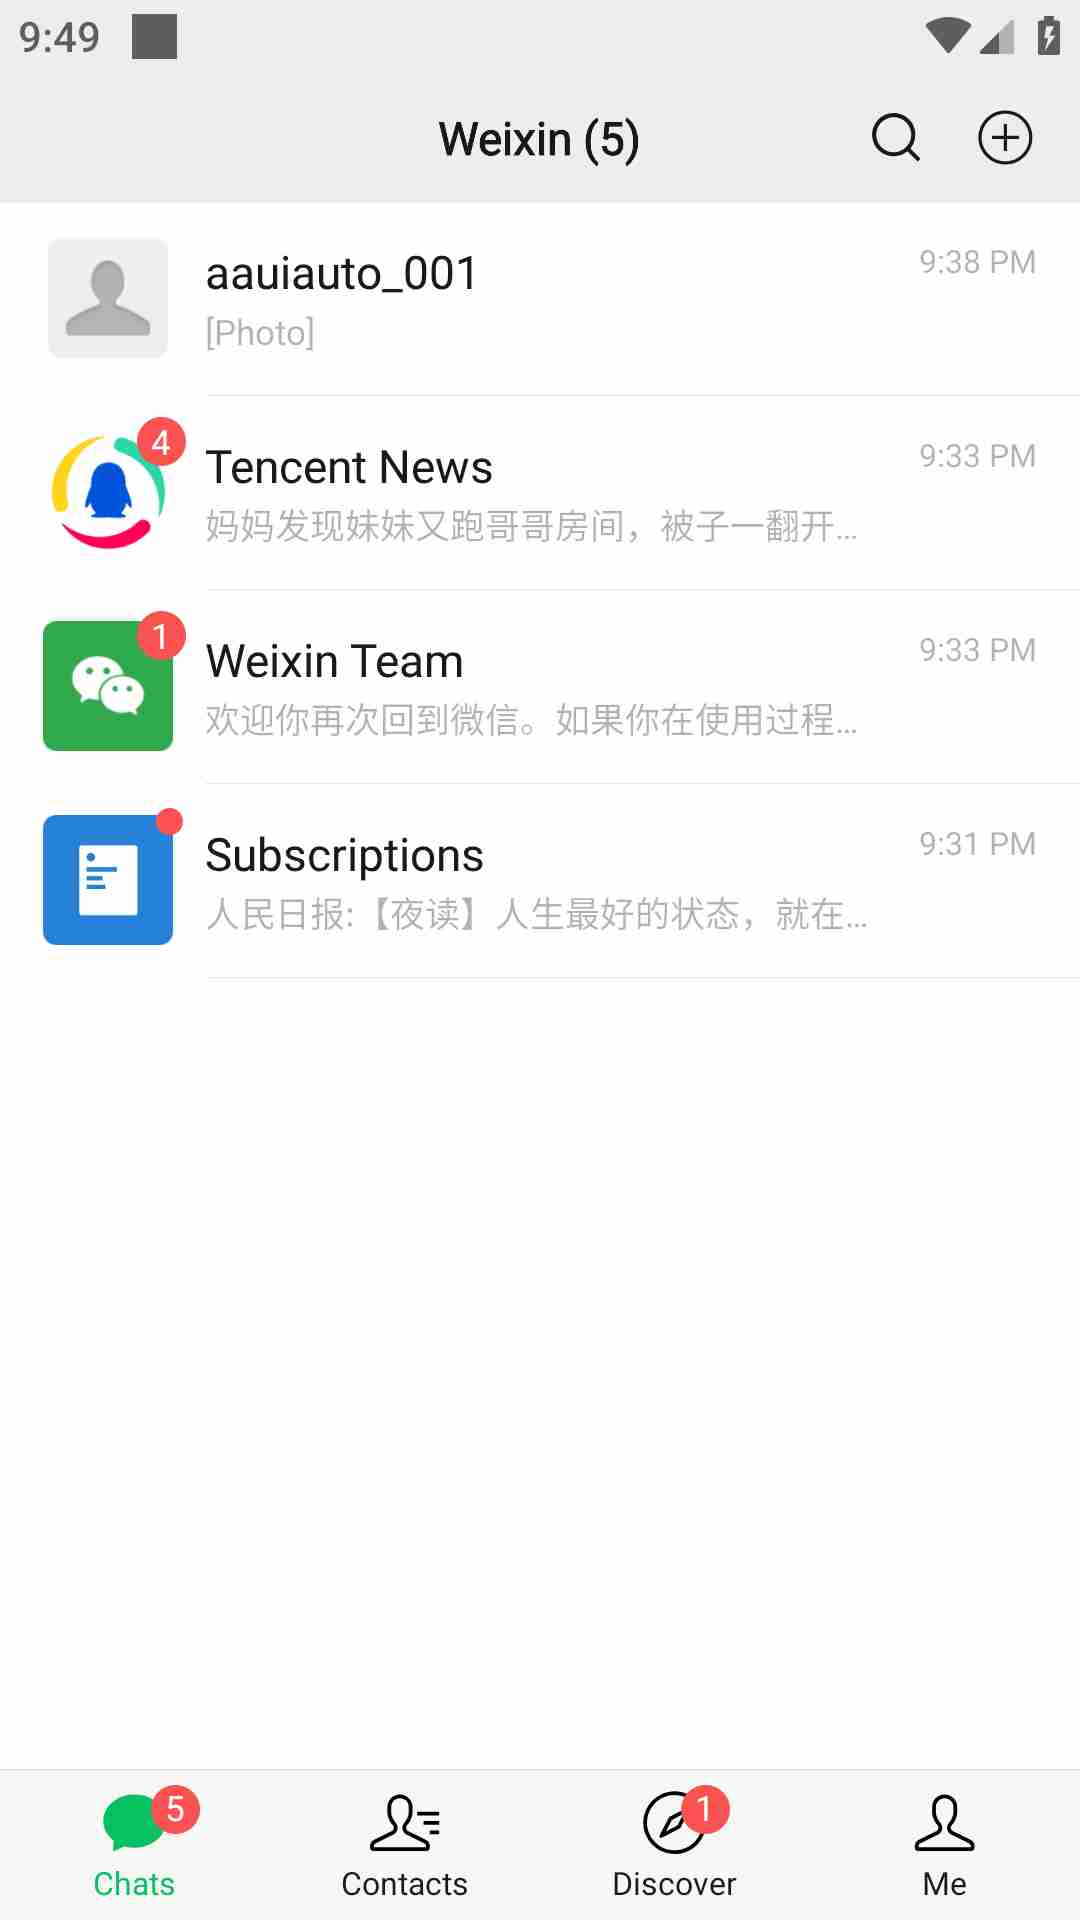 9:49
Weixin (5)
aauiauto_001
9:38 PM
[Photo]
4
Tencent News
9:33 PM
妈妈发现妹妹又跑哥哥房间，被子一翻开...
1
Weixin Team
9:33 PM
欢迎你再次回到微信。如果你在使用过程...
Subscriptions
9:31 PM
人民日报:【夜读】人生最好的状态，就在...
5
1
Chats
Contacts
Discover
Me